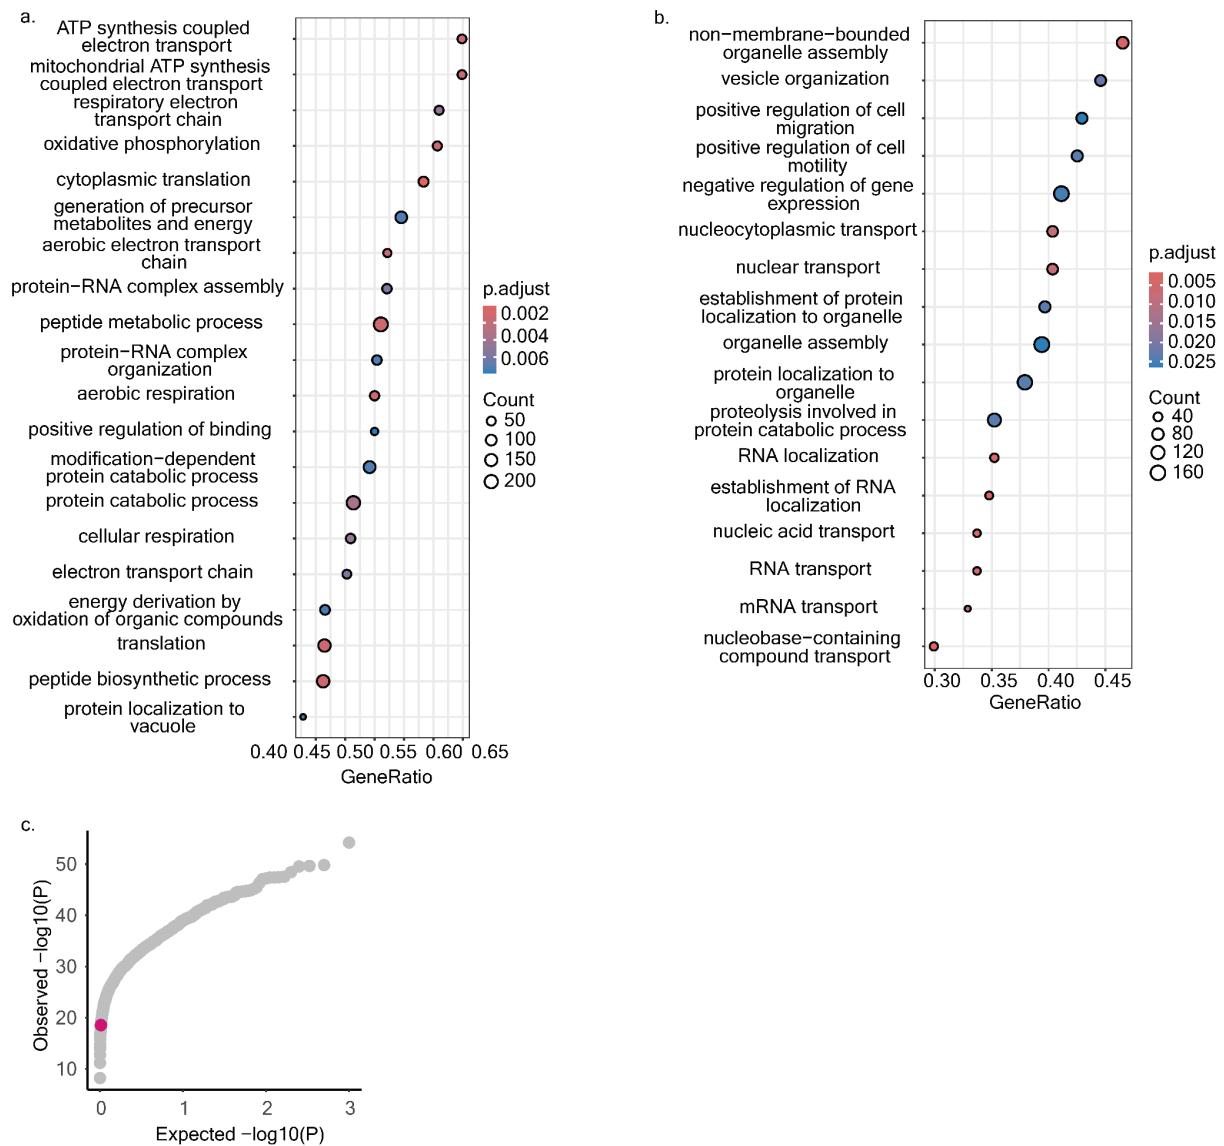 a.
ATP synthesis coupled
electron transport
mitochondrial ATP synthesis
coupled electron transport
respiratory electron
transport chain
oxidative phosphorylation
cytoplasmic translation
generation of precursor
metabolites and energy
aerobic electron transport
chain
protein−RNA complex assembly
peptide metabolic process
protein−RNA complex
organization
aerobic respiration
positive regulation of binding
modification−dependent
protein catabolic process
protein catabolic process
cellular respiration
electron transport chain
energy derivation by
oxidation of organic compounds
translation
peptide biosynthetic process
protein localization to
vacuole
0.40 0.45 0.50 0.55 0.60 0.65
GeneRatio
p.adjust
0.002
0.004
0.006
Count
50
100
150
200
b.
non−membrane−bounded
organelle assembly
vesicle organization
positive regulation of cell
migration
positive regulation of cell
motility
negative regulation of gene
expression
nucleocytoplasmic transport
nuclear transport
establishment of protein
localization to organelle
organelle assembly
protein localization to
organelle
proteolysis involved in
protein catabolic process
RNA localization
establishment of RNA
localization
nucleic acid transport
RNA transport
mRNA transport
nucleobase−containing
compound transport
0.30 0.35 0.40 0.45
GeneRatio
p.adjust
0.005
0.010
0.015
0.020
0.025
Count
40
80
120
160
c.
Observed −log10(P)
50
40
30
20
10
0 1 2 3
Expected −log10(P)